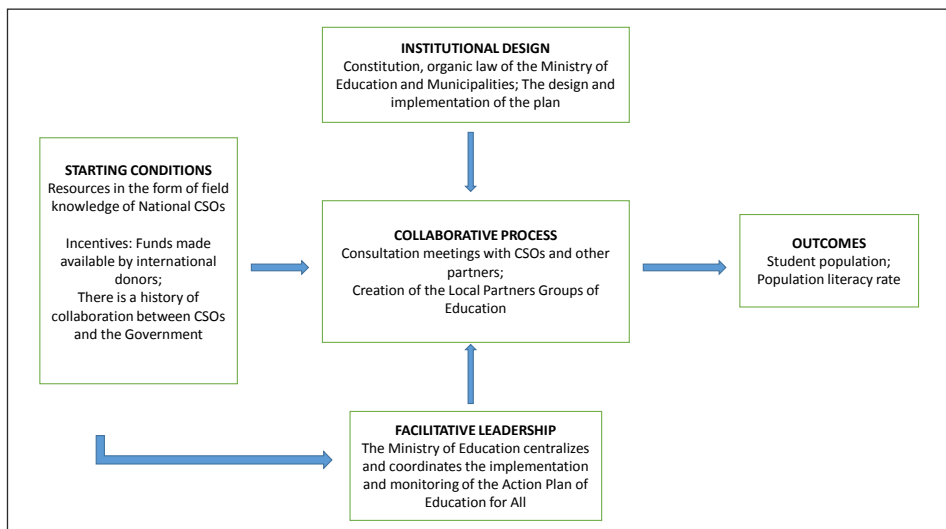 INSTITUTIONAL DESIGN
Constitution, organic law of the Ministry of
Education and Municipalities; The design and
implementation of the plan
STARTING CONDITIONS
Resources in the form of field
knowledge of National CSOs
Incentives: Funds made
available by international
donors;
There is a history of
collaboration between CSOs
and the Government
COLLABORATIVE PROCESS
Consultation meetings with CSOs and other
partners;
Creation of the Local Partners Groups of
Education
OUTCOMES
Student population;
Population literacy rate
FACILITATIVE LEADERSHIP
The Ministry of Education centralizes
and coordinates the implementation
and monitoring of the Action Plan of
Education for All